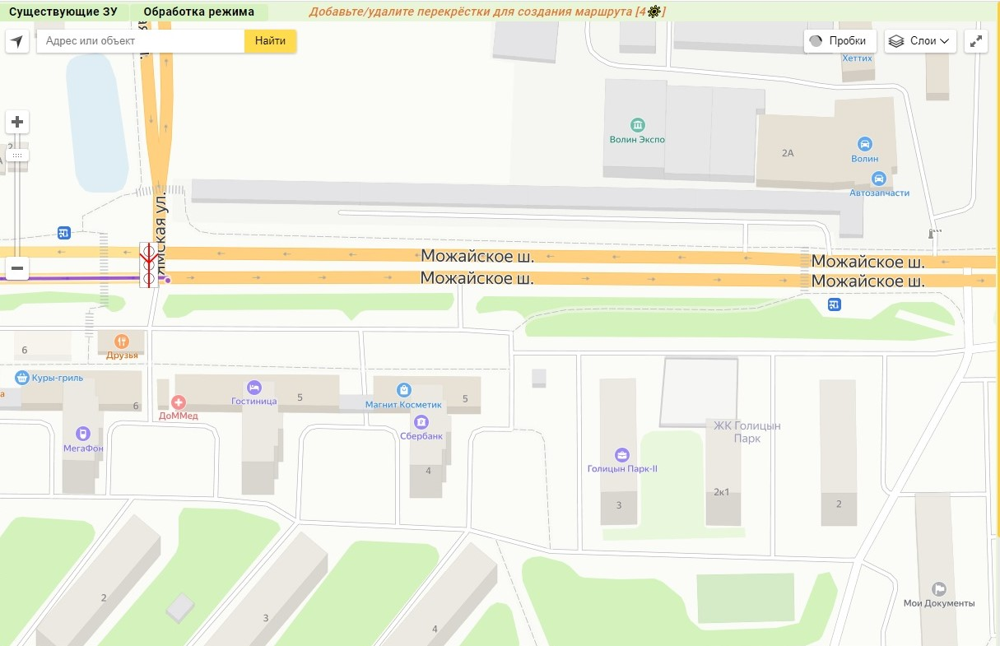 Существующие ЗУ
Обработка режима
Добавьте/удалите перекрёстки для создания маршрута [4 ]
Адрес или объект
Найти
Пробки
Слои
Хеттих
Волин Экспо
2А
Волин
Автозапчасти
2
ямская ул.
Можайское ш.
Можайское ш.
Можайское ш.
Можайское ш.
6
Друзья
Куры-гриль
а
6
МегаФон
ДоММед
Гостиница
5
Магнит Косметик
5
Сбербанк
4
ЖК Голицын
Парк
Голицын Парк-II
3
2к1
2
2
3
4
Мои Документы